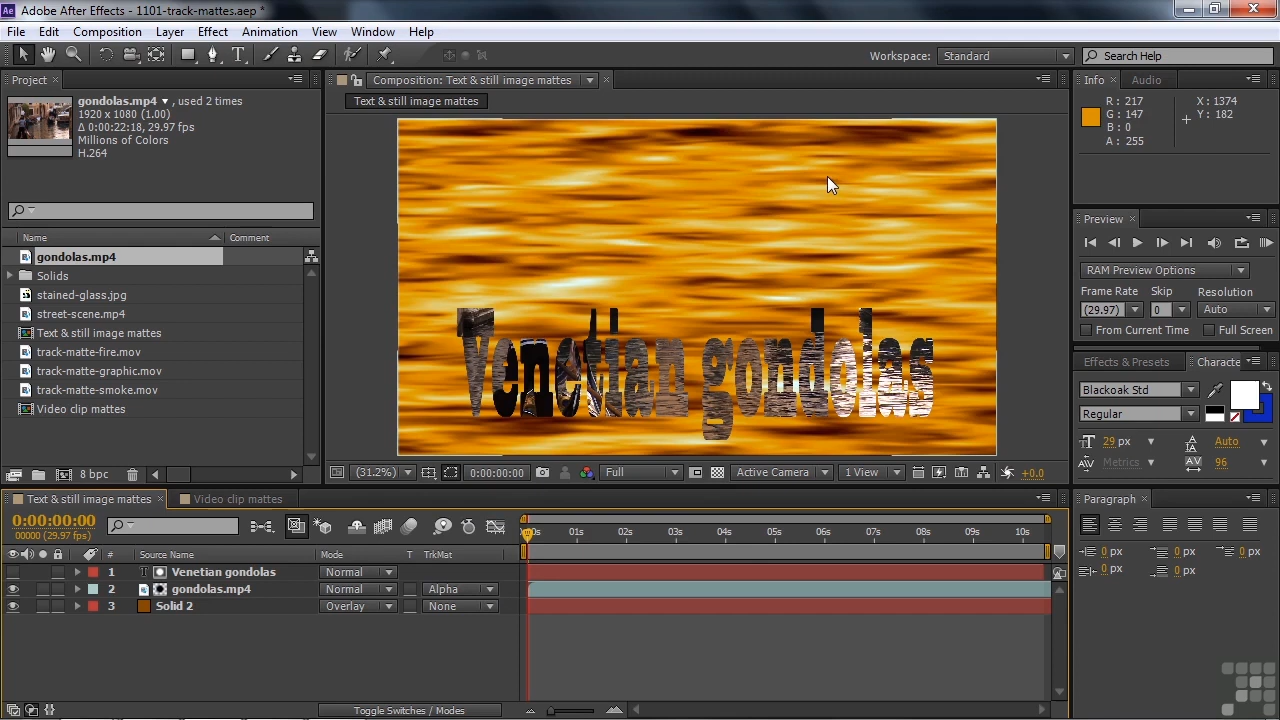 Adobe After Effects - 1101-track-mattes.aep *
File Edit Composition Layer Effect Animation View Window Help
Workspace: Standard Search Help
Project
gondolas.mp4 , used 2 times
1920 x 1080 (1.00)
Δ 0:00:22:18, 29.97 fps
Millions of Colors
H.264
Name Comment
gondolas.mp4
Solids
stained-glass.jpg
street-scene.mp4
Text & still image mattes
track-matte-fire.mov
track-matte-graphic.mov
track-matte-smoke.mov
Video clip mattes
8 bpc
Composition: Text & still image mattes
Text & still image mattes
Venetian gondolas
(31.2%) 0:00:00:00 Full Active Camera 1 View +0.0
Info Audio
R : 217 X : 1374
G : 147 Y : 182
B : 0
A : 255
Preview
RAM Preview Options
Frame Rate Skip Resolution
(29.97) 0 Auto
From Current Time Full Screen
Effects & Presets Characte
Blackoak Std
Regular
29 px Auto
Metrics 96
Paragraph
0 px 0 px 0 px
0 px 0 px
Text & still image mattes Video clip mattes
0:00:00:00
00000 (29.97 fps)
# Source Name Mode T TrkMat
1 T Venetian gondolas Normal
2 gondolas.mp4 Normal Alpha
3 Solid 2 Overlay None
00s 01s 02s 03s 04s 05s 06s 07s 08s 09s 10s
Toggle Switches / Modes